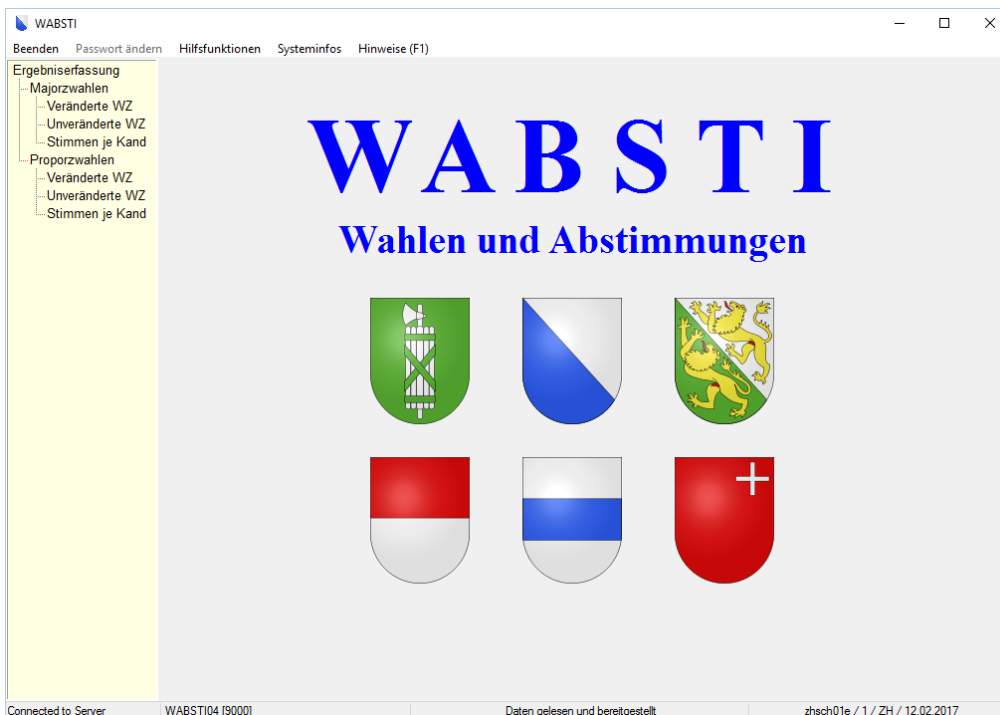 WABSTI
Beenden Passwort ändern Hilfsfunktionen Systeminfos Hinweise (F1)
Ergebniserfassung
Majorzwahlen
Veränderte WZ
Unveränderte WZ
Stimmen je Kand
Proporzwahlen
Veränderte WZ
Unveränderte WZ
Stimmen je Kand
W A B S T I
Wahlen und Abstimmungen
Connected to Server WABSTI04 [9000] Daten gelesen und bereitgestellt zhsch01e / 1 / ZH / 12.02.2017